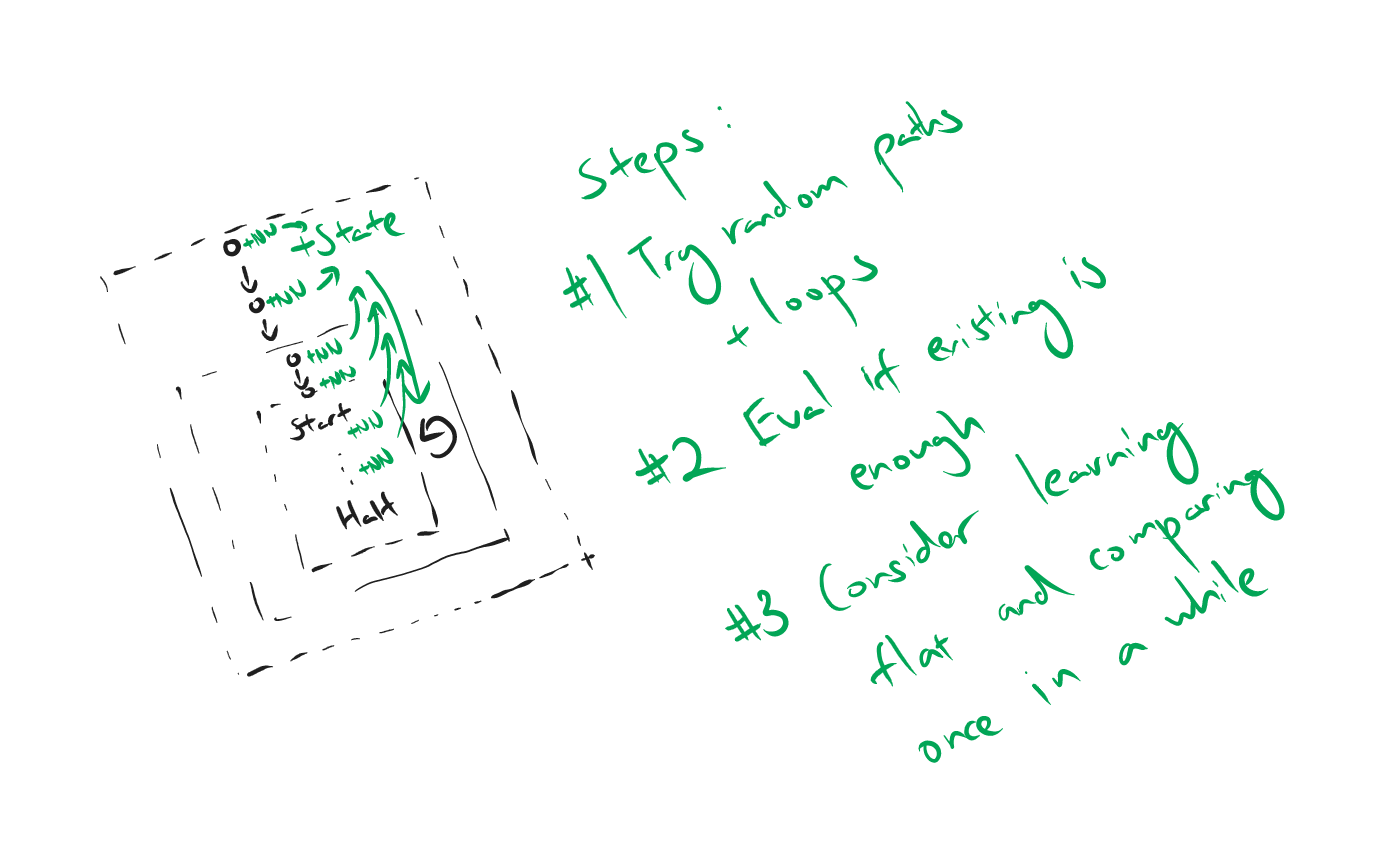 +NN
+State
+NN
+NN
+NN
Start
+NN
+NN
Halt
Steps:
#1 Try random paths
+ loops
#2 Eval if existing is
enough
#3 Consider learning
flat and comparing
once in a while